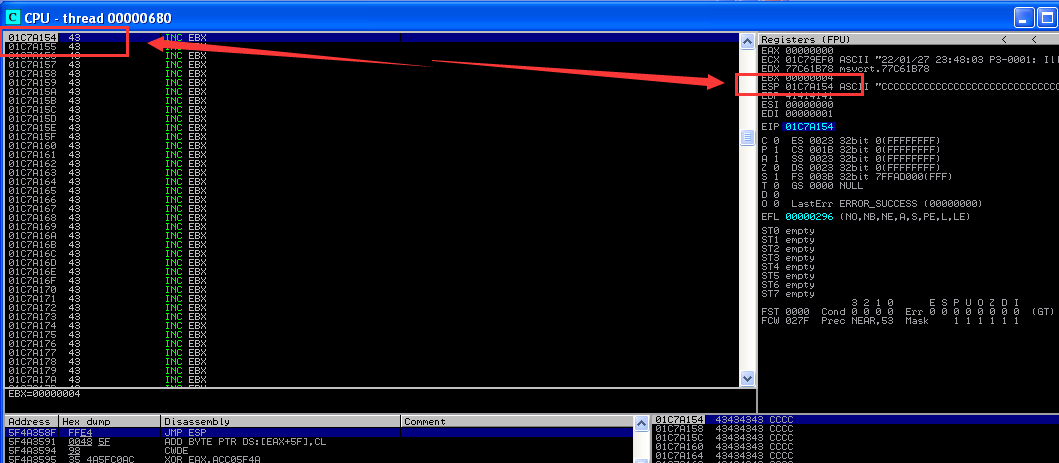 CPU - thread 00000680
01C7A154 43 INC EBX
01C7A155 43 INC EBX
01C7A156 43 INC EBX
01C7A157 43 INC EBX
01C7A158 43 INC EBX
01C7A159 43 INC EBX
01C7A15A 43 INC EBX
01C7A15B 43 INC EBX
01C7A15C 43 INC EBX
01C7A15D 43 INC EBX
01C7A15E 43 INC EBX
01C7A15F 43 INC EBX
01C7A160 43 INC EBX
01C7A161 43 INC EBX
01C7A162 43 INC EBX
01C7A163 43 INC EBX
01C7A164 43 INC EBX
01C7A165 43 INC EBX
01C7A166 43 INC EBX
01C7A167 43 INC EBX
01C7A168 43 INC EBX
01C7A169 43 INC EBX
01C7A16A 43 INC EBX
01C7A16B 43 INC EBX
01C7A16C 43 INC EBX
01C7A16D 43 INC EBX
01C7A16E 43 INC EBX
01C7A16F 43 INC EBX
01C7A170 43 INC EBX
01C7A171 43 INC EBX
01C7A172 43 INC EBX
01C7A173 43 INC EBX
01C7A174 43 INC EBX
01C7A175 43 INC EBX
01C7A176 43 INC EBX
01C7A177 43 INC EBX
01C7A178 43 INC EBX
01C7A179 43 INC EBX
01C7A17A 43 INC EBX
EBX=00000004
Registers (FPU) < <
EAX 00000000
ECX 01C79EF0 ASCII "22/01/27 23:48:03 P3-0001: Ill
EDX 77C61B78 msvcrt.77C61B78
EBX 00000004
ESP 01C7A154 ASCII "CCCCCCCCCCCCCCCCCCCCCCCCCCCCCC
EBP 41414141
ESI 00000000
EDI 00000001
EIP 01C7A154
C 0 ES 0023 32bit 0(FFFFFFFF)
P 1 CS 001B 32bit 0(FFFFFFFF)
A 1 SS 0023 32bit 0(FFFFFFFF)
Z 0 DS 0023 32bit 0(FFFFFFFF)
S 1 FS 003B 32bit 7FFAD000(FFF)
T 0 GS 0000 NULL
D 0
O 0 LastErr ERROR_SUCCESS (00000000)
EFL 00000296 (NO,NB,NE,A,S,PE,L,LE)
ST0 empty
ST1 empty
ST2 empty
ST3 empty
ST4 empty
ST5 empty
ST6 empty
ST7 empty
3 2 1 0 E S P U O Z D I
FST 0000 Cond 0 0 0 0 Err 0 0 0 0 0 0 0 0 (GT)
FCW 027F Prec NEAR,53 Mask 1 1 1 1 1 1
Address Hex dump Disassembly Comment
5F4A358F FFE4 JMP ESP
5F4A3591 0048 5F ADD BYTE PTR DS:[EAX+5F],CL
5F4A3594 98 CWDE
5F4A3595 35 4A5FC0AC XOR EAX,ACC05F4A
01C7A154 43434343 CCCC
01C7A158 43434343 CCCC
01C7A15C 43434343 CCCC
01C7A160 43434343 CCCC
01C7A164 43434343 CCCC